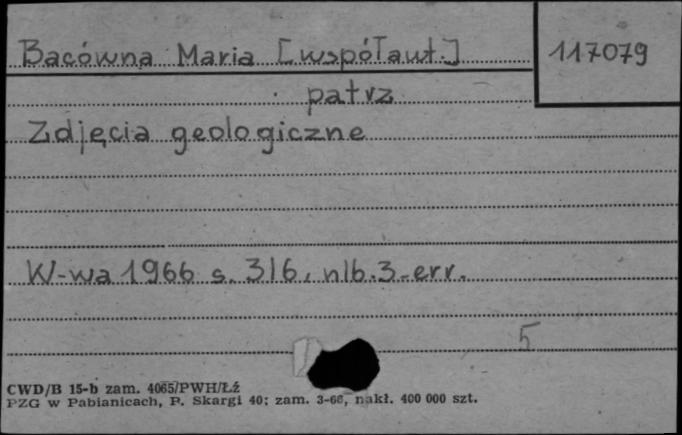 Bacówna Maria [współaut.]
117079
patrz
Zdjęcia geologiczne
W-wa 1966 s. 316, nlb. 3-err.
5
CWD/B 15-b zam. 4065/PWH/Łź
PZG w Pabianicach, P. Skargi 40; zam. 3-66, nakł. 400 000 szt.